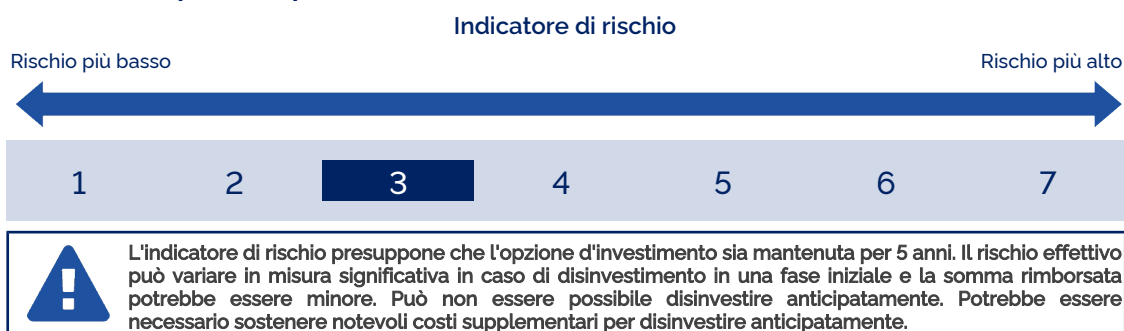 Indicatore di rischio
Rischio più basso Rischio più alto
1 2 3 4 5 6 7
L'indicatore di rischio presuppone che l'opzione d'investimento sia mantenuta per 5 anni. Il rischio effettivo
può variare in misura significativa in caso di disinvestimento in una fase iniziale e la somma rimborsata
potrebbe essere minore. Può non essere possibile disinvestire anticipatamente. Potrebbe essere
necessario sostenere notevoli costi supplementari per disinvestire anticipatamente.